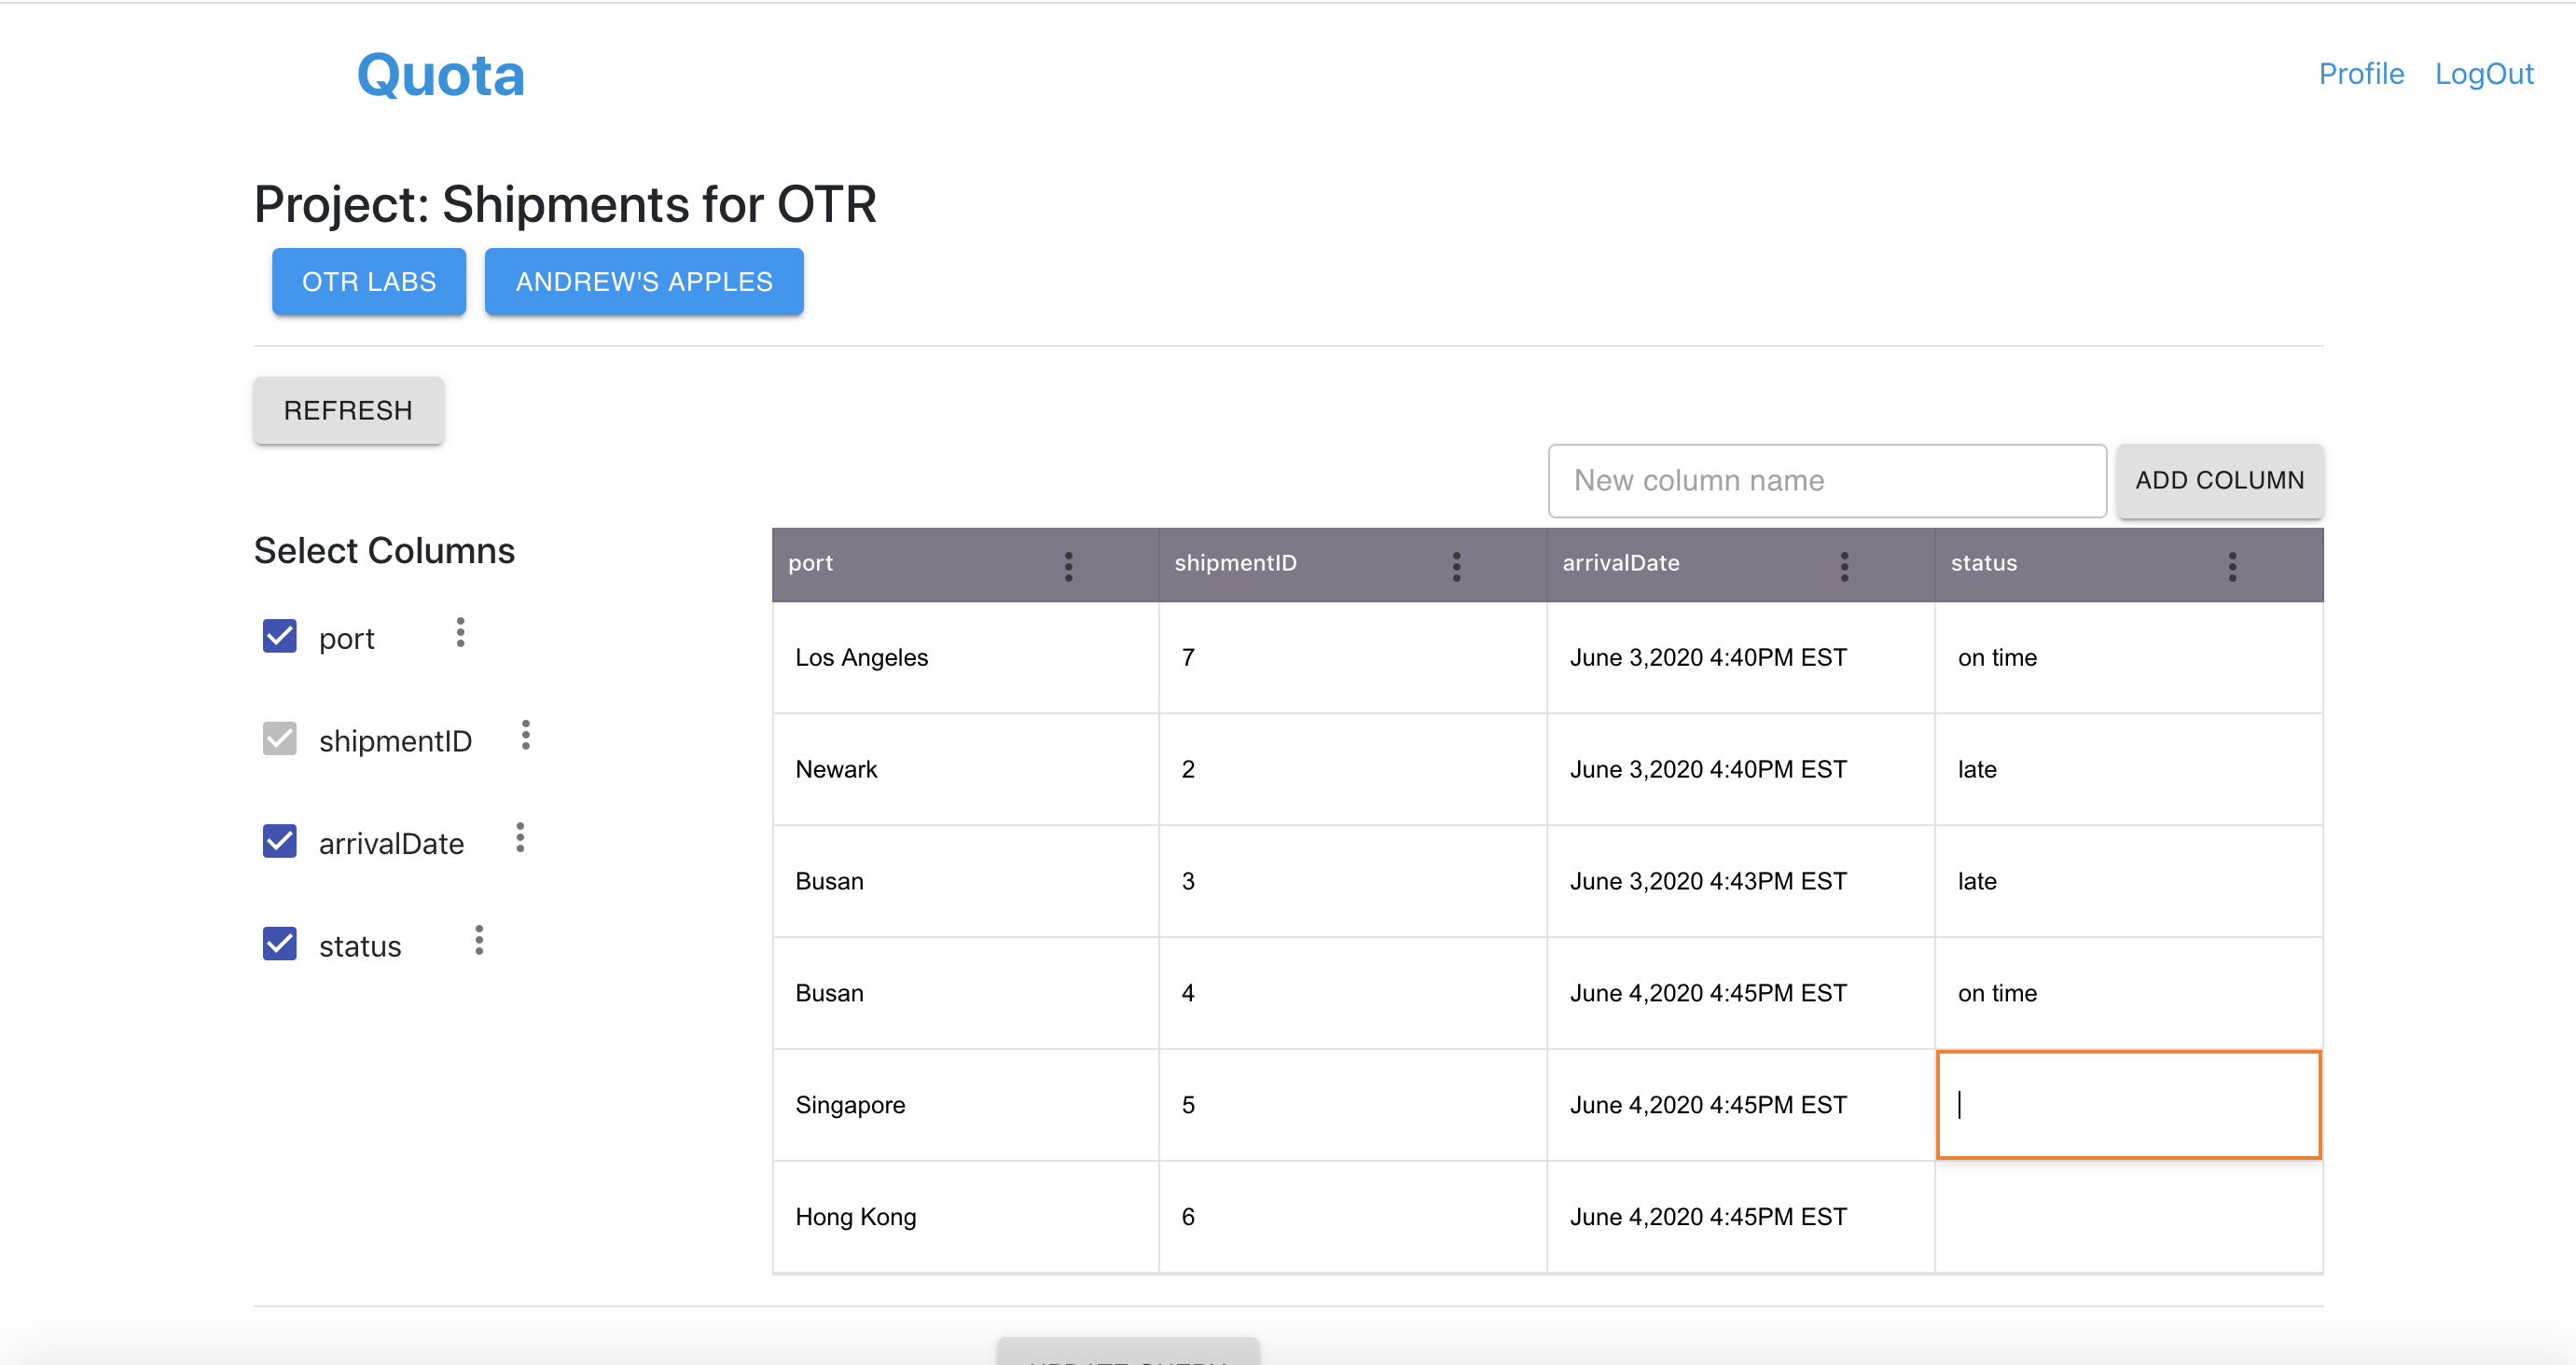 Quota
Profile LogOut
Project: Shipments for OTR
OTR LABS ANDREW'S APPLES
REFRESH
New column name ADD COLUMN
Select Columns
port
shipmentID
arrivalDate
status
port shipmentID arrivalDate status
Los Angeles 7 June 3,2020 4:40PM EST on time
Newark 2 June 3,2020 4:40PM EST late
Busan 3 June 3,2020 4:43PM EST late
Busan 4 June 4,2020 4:45PM EST on time
Singapore 5 June 4,2020 4:45PM EST
Hong Kong 6 June 4,2020 4:45PM EST